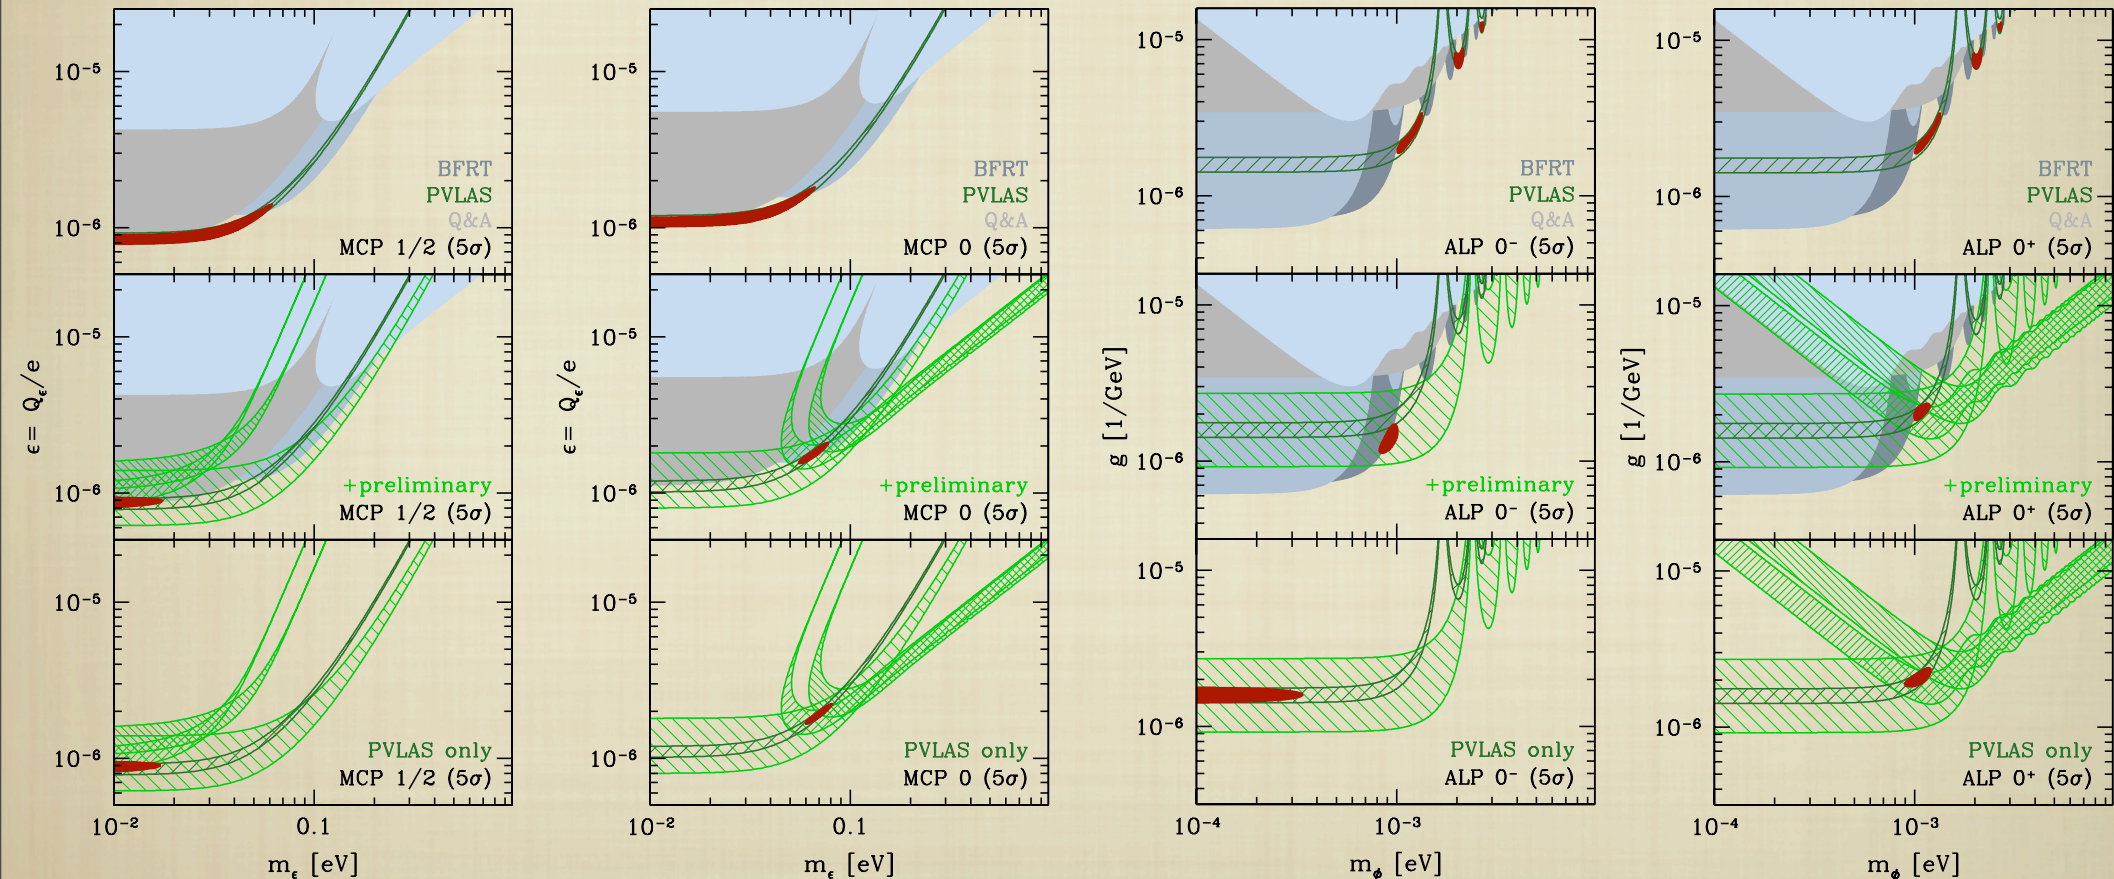 10⁻⁵
10⁻⁶
BFRT
PVLAS
Q&A
MCP 1/2 (5σ)
10⁻⁵
10⁻⁶
BFRT
PVLAS
Q&A
MCP 0 (5σ)
10⁻⁵
10⁻⁶
BFRT
PVLAS
Q&A
ALP 0⁻ (5σ)
10⁻⁵
10⁻⁶
BFRT
PVLAS
Q&A
ALP 0⁺ (5σ)
ϵ= Qϵ/e
10⁻⁵
10⁻⁶
+preliminary
MCP 1/2 (5σ)
ϵ= Qϵ/e
10⁻⁵
10⁻⁶
+preliminary
MCP 0 (5σ)
g [1/GeV]
10⁻⁵
10⁻⁶
+preliminary
ALP 0⁻ (5σ)
g [1/GeV]
10⁻⁵
10⁻⁶
+preliminary
ALP 0⁺ (5σ)
10⁻⁵
10⁻⁶
PVLAS only
MCP 1/2 (5σ)
10⁻² 0.1
mϵ [eV]
10⁻⁵
10⁻⁶
PVLAS only
MCP 0 (5σ)
10⁻² 0.1
mϵ [eV]
10⁻⁵
10⁻⁶
PVLAS only
ALP 0⁻ (5σ)
10⁻⁴ 10⁻³
mϕ [eV]
10⁻⁵
10⁻⁶
PVLAS only
ALP 0⁺ (5σ)
10⁻⁴ 10⁻³
mϕ [eV]